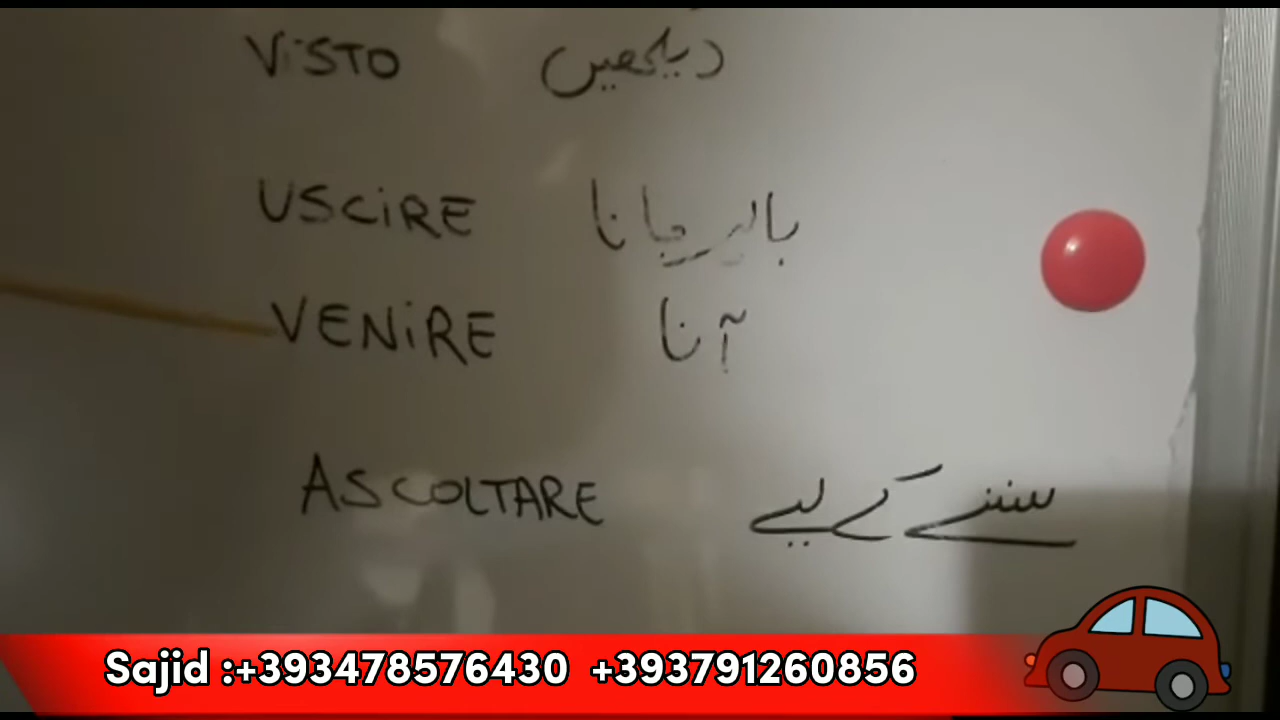 VISTO دیکھیں
USCIRE باہر جانا
VENIRE آنا
ASCOLTARE سننے کے لیے
Sajid :+393478576430 +393791260856